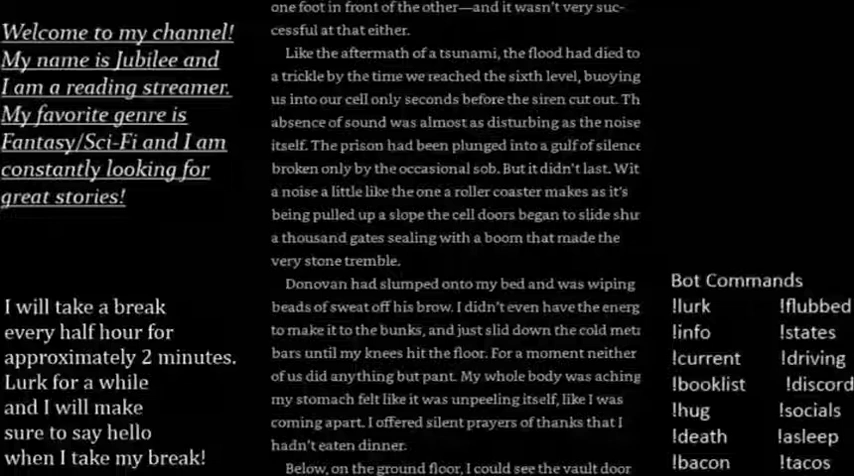 Welcome to my channel!
My name is Jubilee and
I am a reading streamer.
My favorite genre is
Fantasy/Sci-Fi and I am
constantly looking for
great stories!
I will take a break
every half hour for
approximately 2 minutes.
Lurk for a while
and I will make
sure to say hello
when I take my break!
one foot in front of the other—and it wasn't very suc-
cessful at that either.
Like the aftermath of a tsunami, the flood had died to
a trickle by the time we reached the sixth level, buoying
us into our cell only seconds before the siren cut out. Th
absence of sound was almost as disturbing as the noise
itself. The prison had been plunged into a gulf of silence
broken only by the occasional sob. But it didn't last. Wit
a noise a little like the one a roller coaster makes as it's
being pulled up a slope the cell doors began to slide shu
a thousand gates sealing with a boom that made the
very stone tremble.
Donovan had slumped onto my bed and was wiping
beads of sweat off his brow. I didn't even have the energ
to make it to the bunks, and just slid down the cold meta
bars until my knees hit the floor. For a moment neither
of us did anything but pant. My whole body was aching
my stomach felt like it was unpeeling itself, like I was
coming apart. I offered silent prayers of thanks that I
hadn't eaten dinner.
Below, on the ground floor, I could see the vault door
Bot Commands
!lurk !flubbed
!info !states
!current !driving
!booklist !discord
!hug !socials
!death !asleep
!bacon !tacos